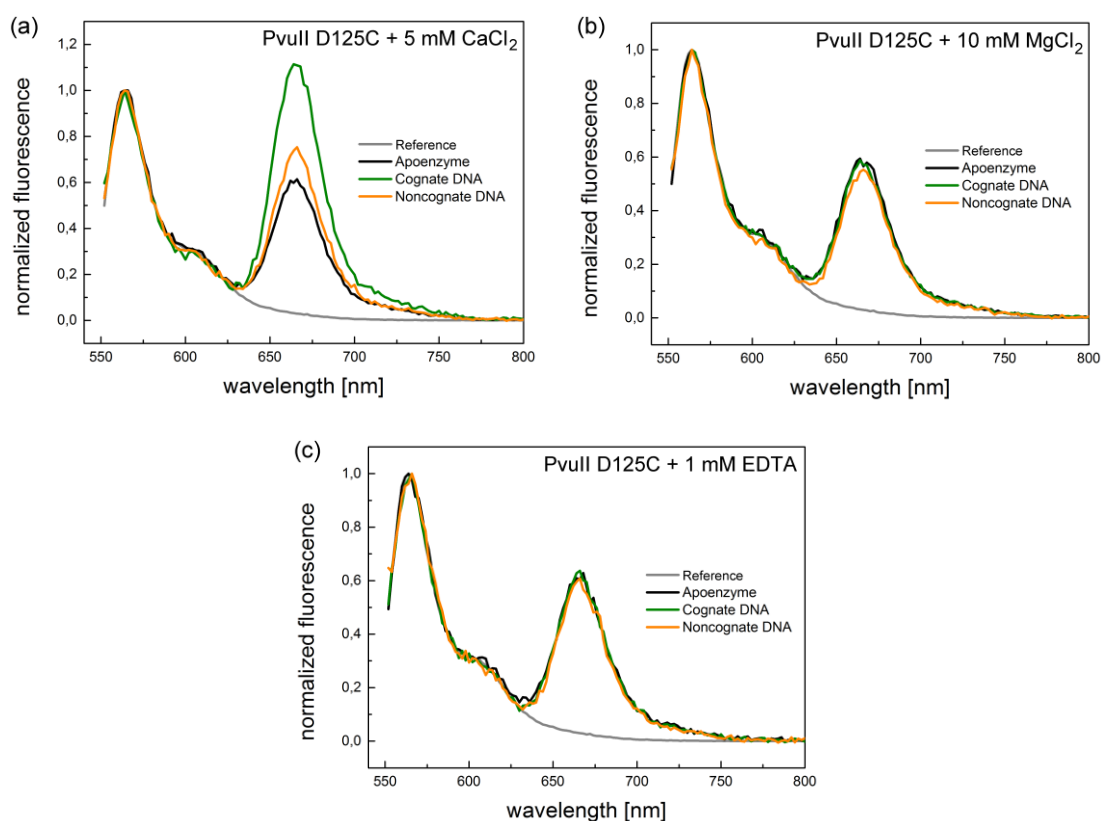 (a)
PvuII D125C + 5 mM CaCl₂
normalized fluorescence
1,2
1,0
0,8
0,6
0,4
0,2
0,0
Reference
Apoenzyme
Cognate DNA
Noncognate DNA
550 600 650 700 750 800
wavelength [nm]
(b)
PvuII D125C + 10 mM MgCl₂
normalized fluorescence
1,0
0,8
0,6
0,4
0,2
0,0
Reference
Apoenzyme
Cognate DNA
Noncognate DNA
550 600 650 700 750 800
wavelength [nm]
(c)
PvuII D125C + 1 mM EDTA
normalized fluorescence
1,0
0,8
0,6
0,4
0,2
0,0
Reference
Apoenzyme
Cognate DNA
Noncognate DNA
550 600 650 700 750 800
wavelength [nm]